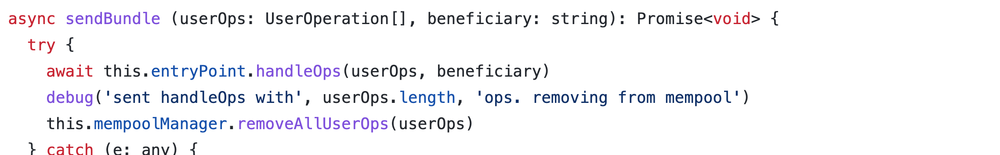 async sendBundle (userOps: UserOperation[], beneficiary: string): Promise<void> {
  try {
    await this.entryPoint.handleOps(userOps, beneficiary)
    debug('sent handleOps with', userOps.length, 'ops. removing from mempool')
    this.mempoolManager.removeAllUserOps(userOps)
  } catch (e: any) {